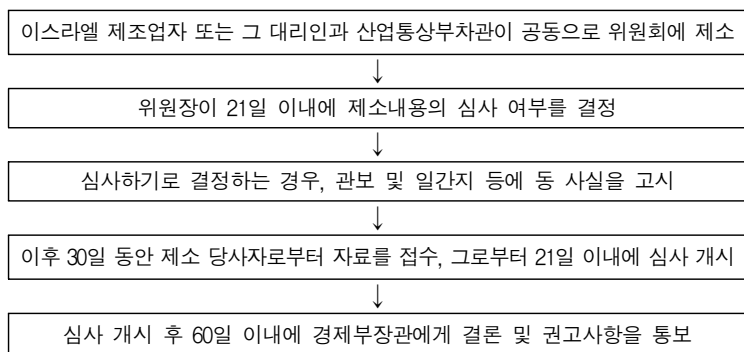 이스라엘 제조업자 또는 그 대리인과 산업통상부차관이 공동으로 위원회에 제소
↓
위원장이 21일 이내에 제소내용의 심사 여부를 결정
↓
심사하기로 결정하는 경우, 관보 및 일간지 등에 동 사실을 고시
↓
이후 30일 동안 제소 당사자로부터 자료를 접수, 그로부터 21일 이내에 심사 개시
↓
심사 개시 후 60일 이내에 경제부장관에게 결론 및 권고사항을 통보